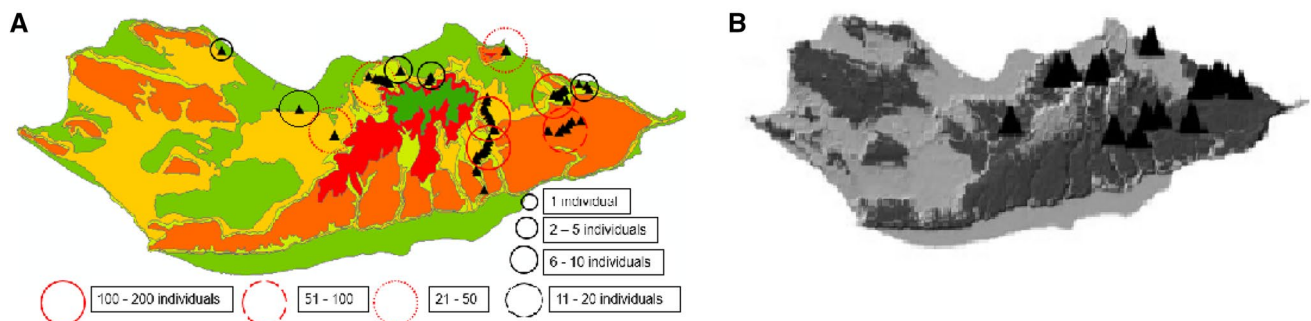 A
B
1 individual
2 – 5 individuals
6 - 10 individuals
100 - 200 individuals
51 - 100
21 - 50
11 - 20 individuals